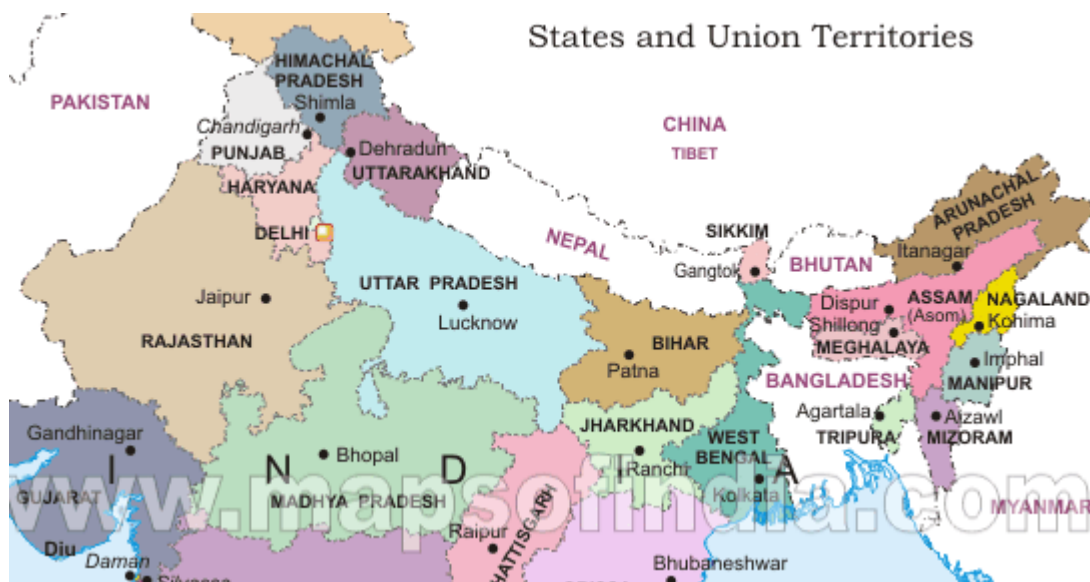 States and Union Territories
HIMACHAL
PRADESH
Shimla
PAKISTAN
CHINA
TIBET
Chandigarh
PUNJAB
Dehradun
UTTARAKHAND
HARYANA
ARUNACHAL
PRADESH
DELHI
NEPAL
SIKKIM
Gangtok
BHUTAN
Itanagar
UTTAR PRADESH
Lucknow
Jaipur
RAJASTHAN
Dispur
ASSAM
(Asom)
NAGALAND
Kohima
Shillong
MEGHALAYA
BIHAR
Patna
Imphal
MANIPUR
BANGLADESH
Agartala
TRIPURA
Aizawl
MIZORAM
JHARKHAND
Ranchi
WEST
BENGAL
Kolkata
Gandhinagar
GUJARAT
Bhopal
MADHYA PRADESH
I N D I A
www.mapsofindia.com
MYANMAR
Raipur
HATTISGARH
Diu
Daman
Silvassa
Bhubaneshwar